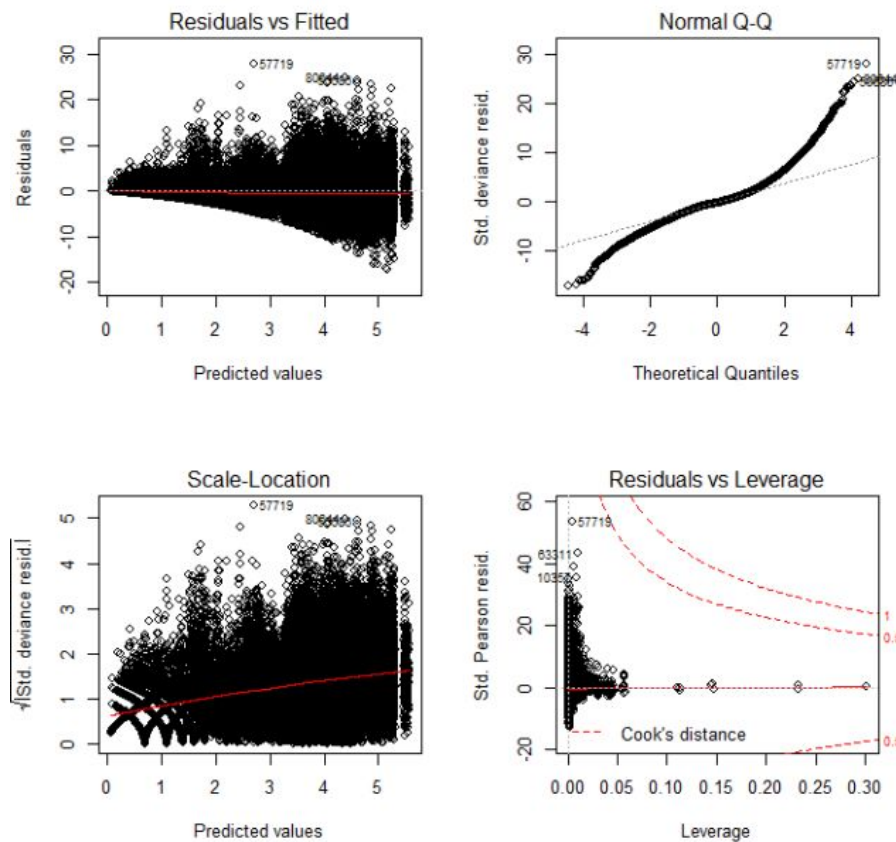 Residuals vs Fitted
Residuals
30
20
10
0
-10
-20
57719
0 1 2 3 4 5
Predicted values
Normal Q-Q
Std. deviance resid.
20
10
0
-10
57719
-4 -2 0 2 4
Theoretical Quantiles
Scale-Location
√|Std. deviance resid.|
5
4
3
2
1
0
57719
0 1 2 3 4 5
Predicted values
Residuals vs Leverage
Std. Pearson resid.
60
40
20
0
-20
57719
63311
1
Cook's distance
0.00 0.05 0.10 0.15 0.20 0.25 0.30
Leverage